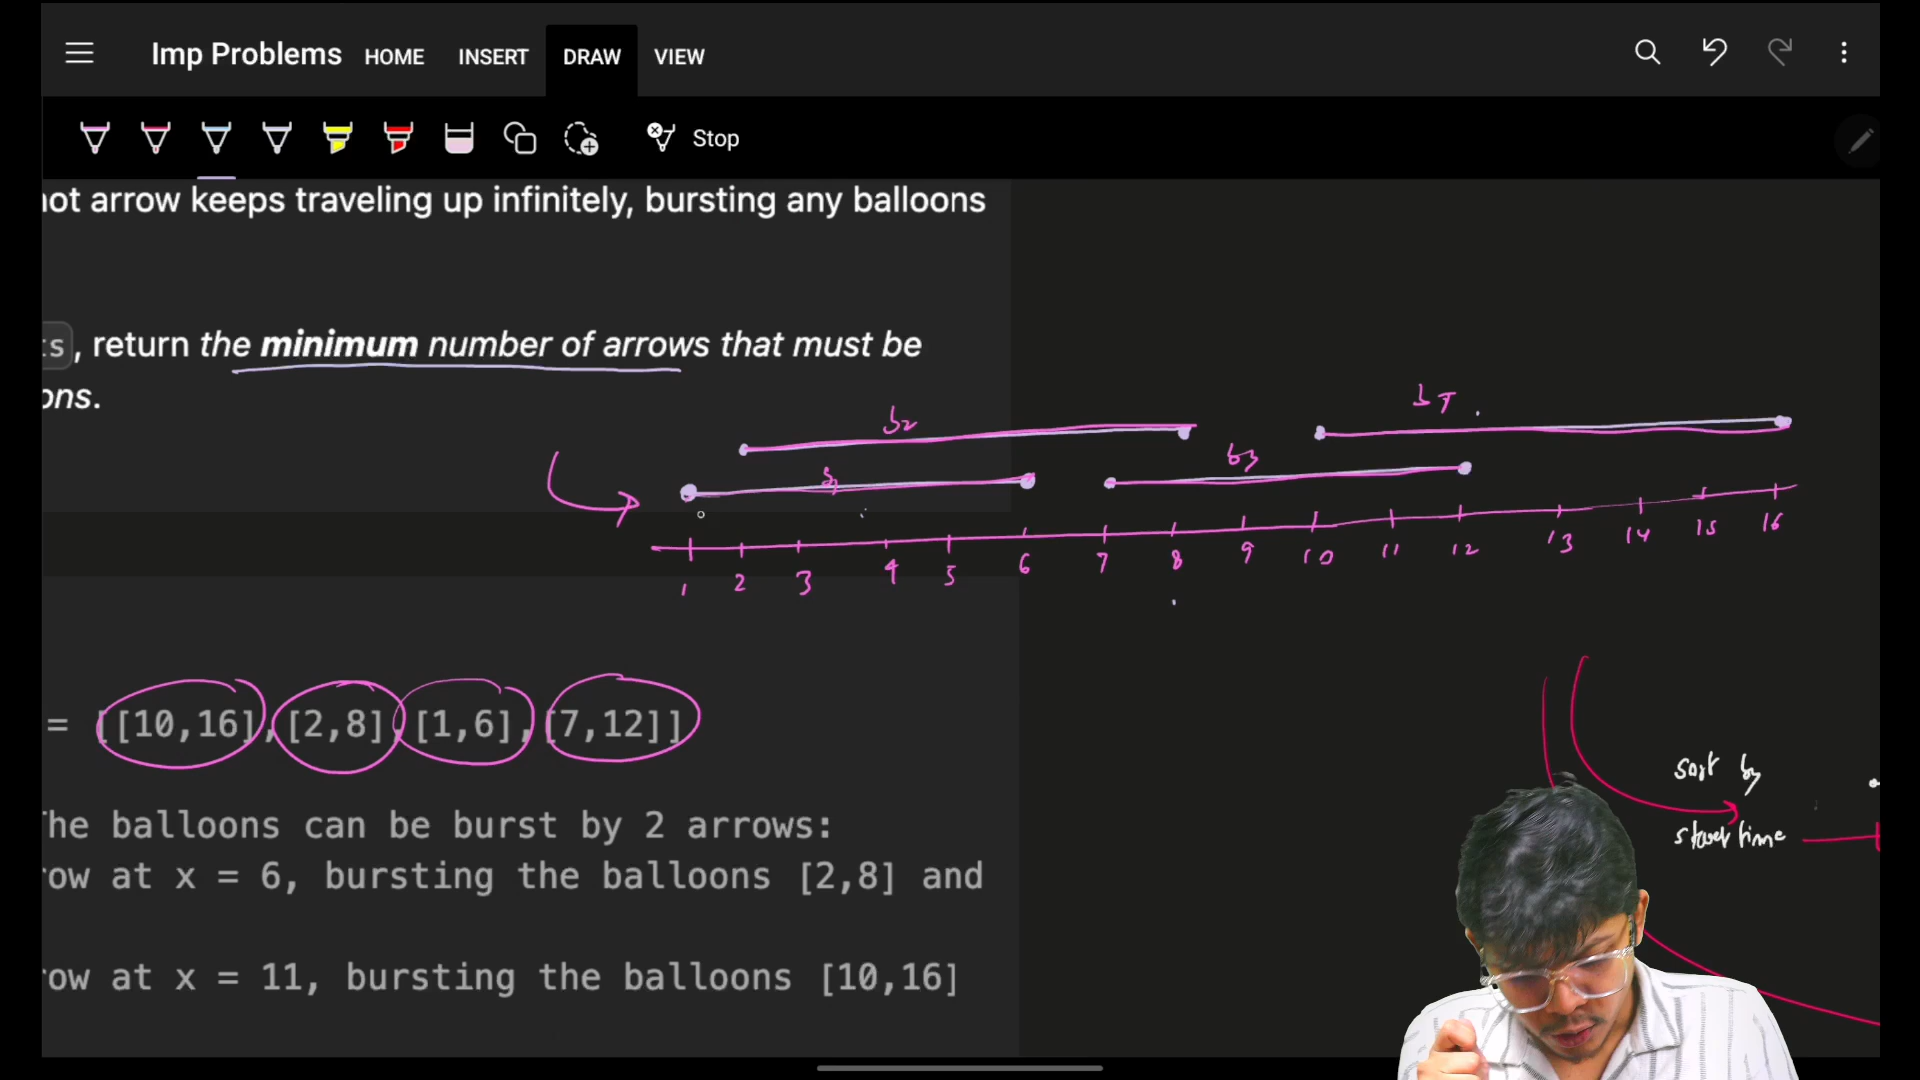 Imp Problems HOME INSERT DRAW VIEW
Stop
not arrow keeps traveling up infinitely, bursting any balloons
ts, return the minimum number of arrows that must be
ons.
b2
b1
b3
1 2 3 4 5 6 7 8 9 10 11 12 13 14 15 16
= [[10,16],[2,8],[1,6],[7,12]]
The balloons can be burst by 2 arrows:
row at x = 6, bursting the balloons [2,8] and
row at x = 11, bursting the balloons [10,16]
sort by
start time